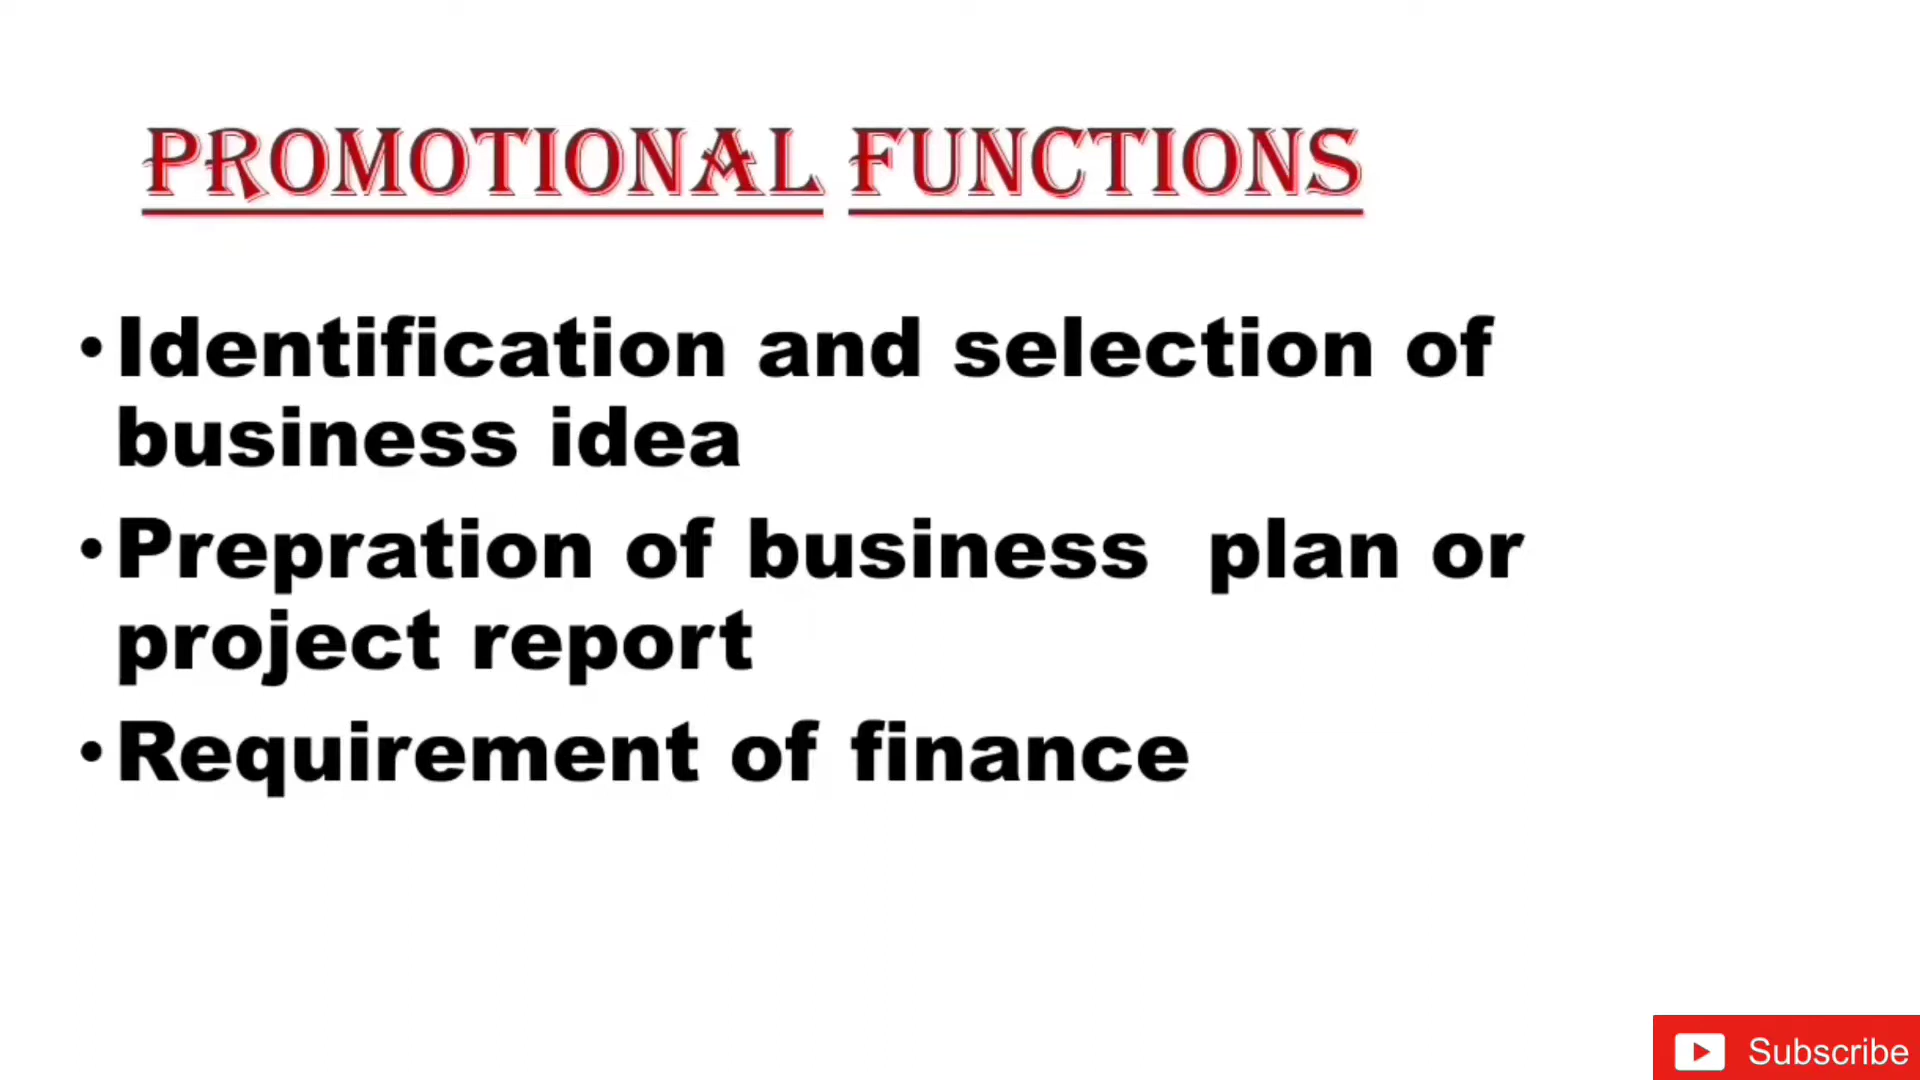 PROMOTIONAL FUNCTIONS
•Identification and selection of
business idea
•Prepration of business plan or
project report
•Requirement of finance
Subscribe